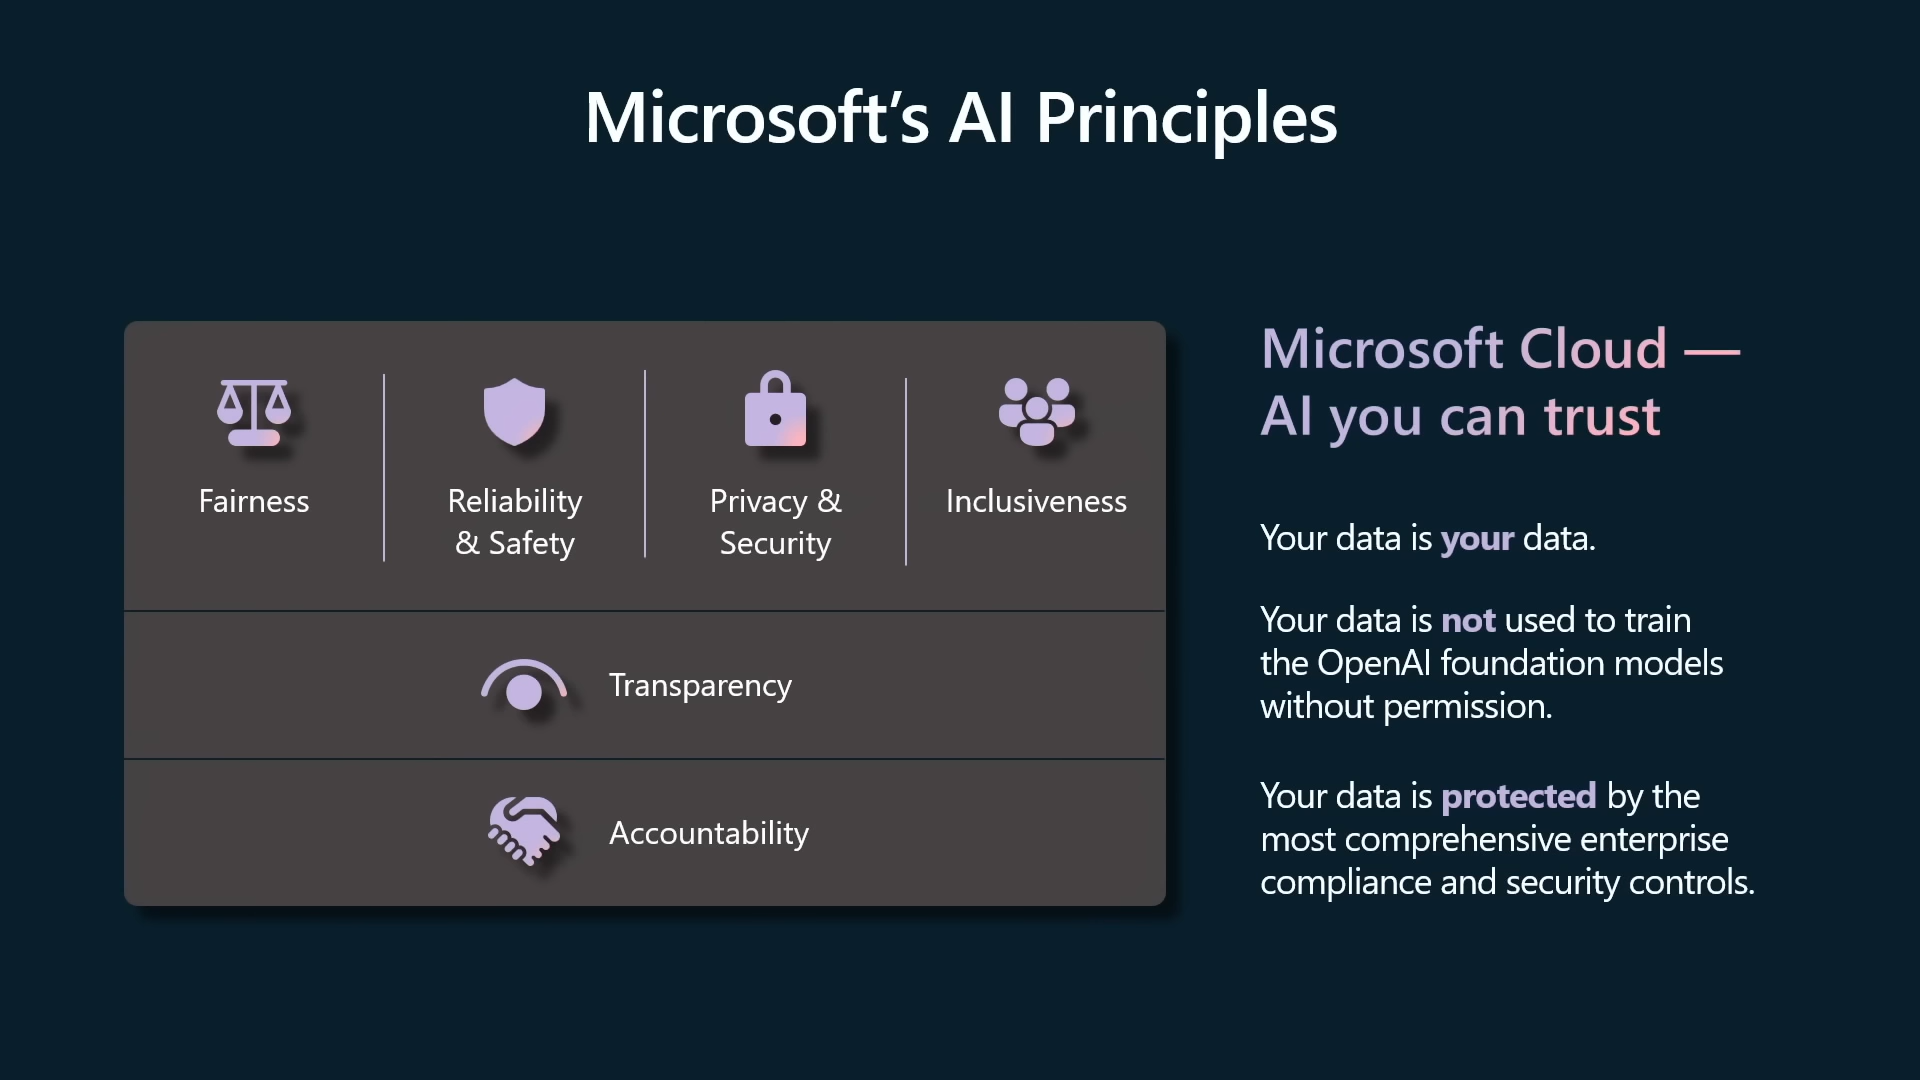 Microsoft’s AI Principles
Fairness
Reliability
& Safety
Privacy &
Security
Inclusiveness
Transparency
Accountability
Microsoft Cloud —
AI you can trust
Your data is your data.
Your data is not used to train
the OpenAI foundation models
without permission.
Your data is protected by the
most comprehensive enterprise
compliance and security controls.